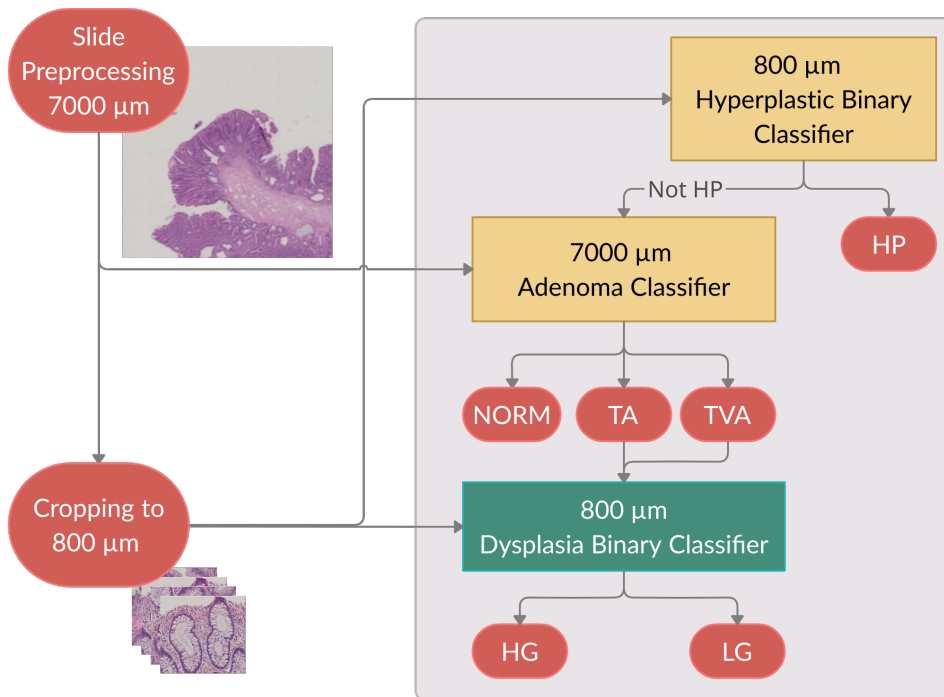 Slide
Preprocessing
7000 µm
800 µm
Hyperplastic Binary
Classifier
Not HP
HP
7000 µm
Adenoma Classifier
NORM
TA
TVA
Cropping to
800 µm
800 µm
Dysplasia Binary Classifier
HG
LG